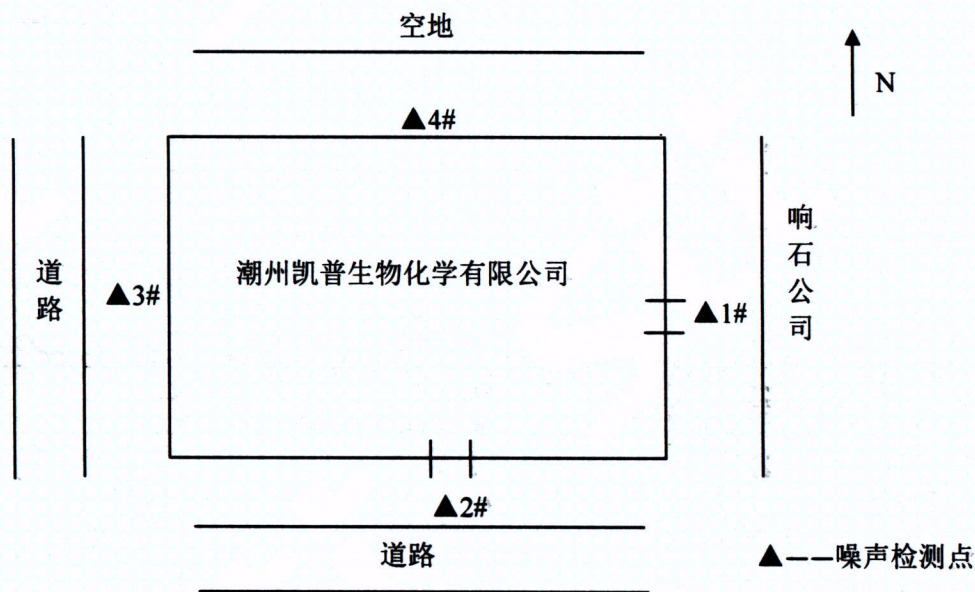 空地
N
▲4#
道路
▲3#
潮州凯普生物化学有限公司
▲1#
响石公司
▲2#
道路
▲——噪声检测点